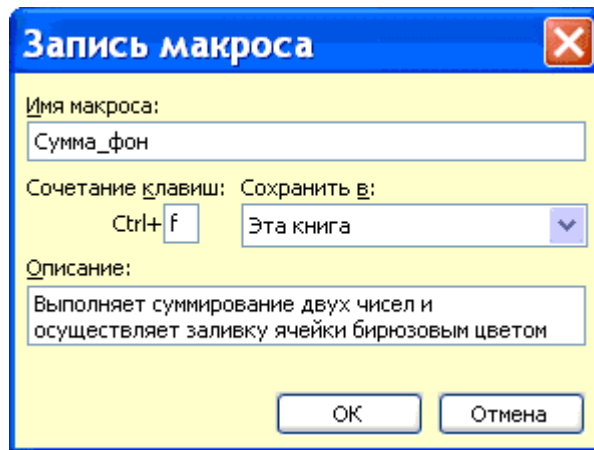 Запись макроса
Имя макроса:
Сумма_фон
Сочетание клавиш: Сохранить в:
Ctrl+ f Эта книга
Описание:
Выполняет суммирование двух чисел и
осуществляет заливку ячейки бирюзовым цветом
ОК Отмена